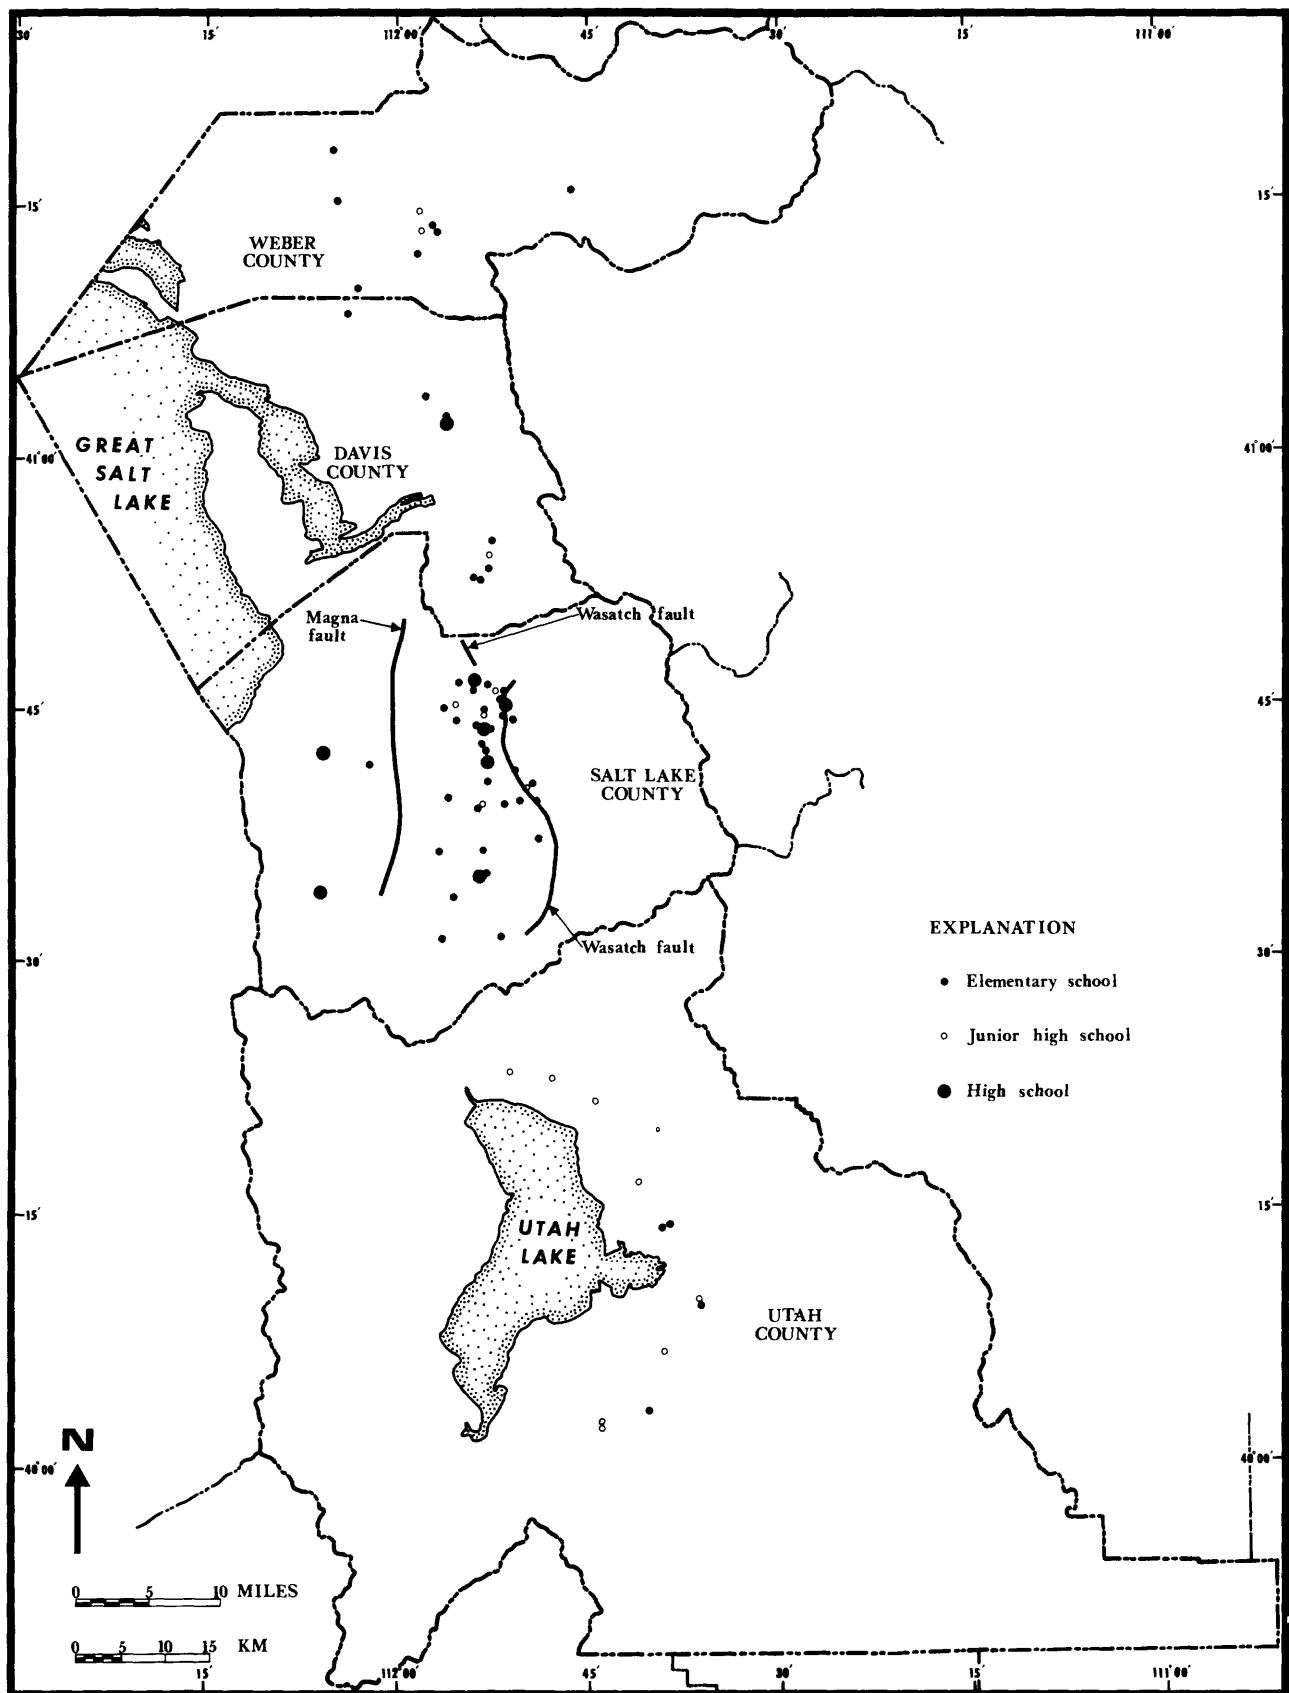 30′ 15′ 112°00′ 45′ 30′ 15′ 111°00′
15′ 15′
WEBER
COUNTY
GREAT
SALT
LAKE
DAVIS
COUNTY
41°00′ 41°00′
Magna
fault
Wasatch fault
45′ 45′
SALT LAKE
COUNTY
Wasatch fault
30′ 30′
EXPLANATION
Elementary school
Junior high school
High school
15′ 15′
UTAH
LAKE
UTAH
COUNTY
N
40°00′ 40°00′
0 5 10 MILES
0 5 10 15 KM
15′ 112°00′ 45′ 30′ 15′ 111°00′